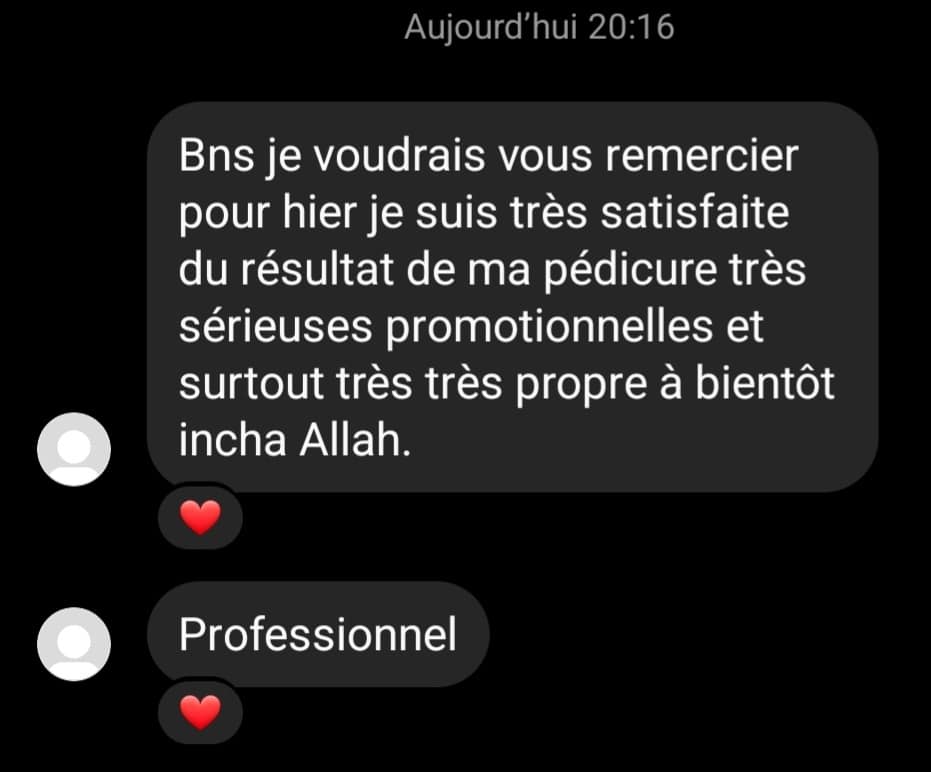 Aujourd’hui 20:16
Bns je voudrais vous remercier
pour hier je suis très satisfaite
du résultat de ma pédicure très
sérieuses promotionnelles et
surtout très très propre à bientôt
incha Allah.
Professionnel